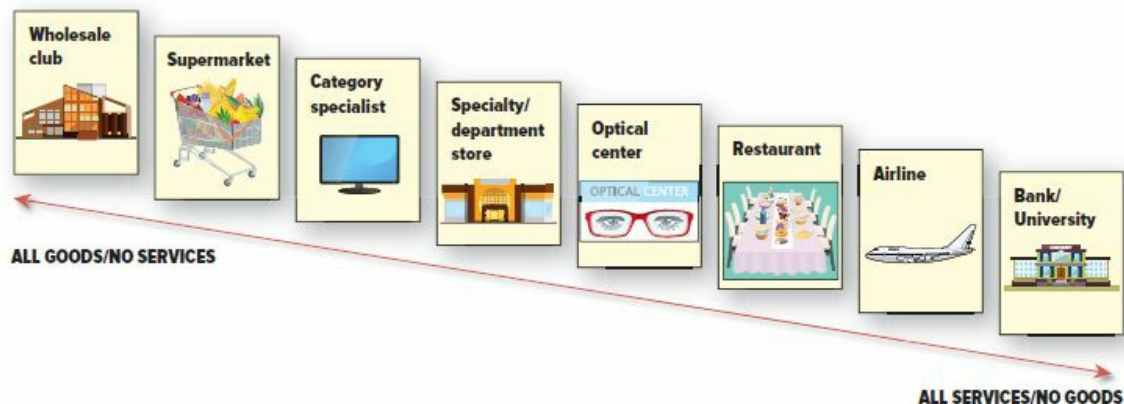 Wholesale
club
Supermarket
Category
specialist
Specialty/
department
store
Optical
center
OPTICAL CENTER
Restaurant
Airline
Bank/
University
ALL GOODS/NO SERVICES
ALL SERVICES/NO GOODS